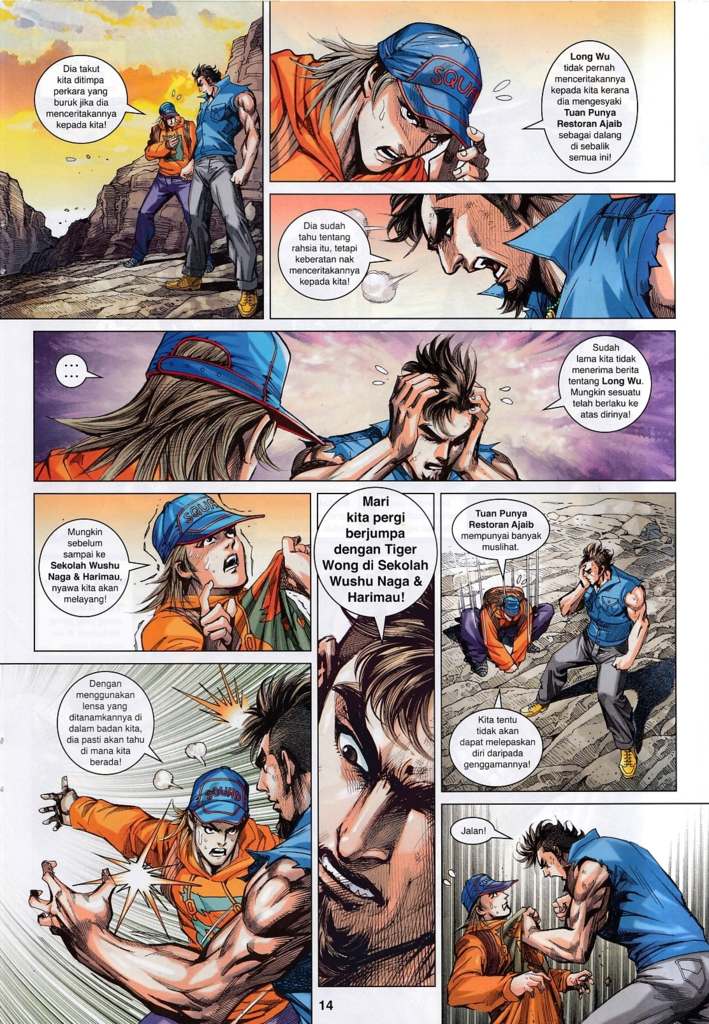 Dia takut
kita ditimpa
perkara yang
buruk jika dia
menceritakannya
kepada kita!
SQUA
Long Wu
tidak pernah
menceritakannya
kepada kita kerana
dia mengesyaki
Tuan Punya
Restoran Ajaib
sebagai dalang
di sebalik
semua ini!
Dia sudah
tahu tentang
rahsia itu, tetapi
keberatan nak
menceritakannya
kepada kita!
...
...
Sudah
lama kita tidak
menerima berita
tentang Long Wu.
Mungkin sesuatu
telah berlaku ke
atas dirinya!
Mungkin
sebelum
sampai ke
Sekolah Wushu
Naga & Harimau,
nyawa kita akan
melayang!
SQUA
Mari
kita pergi
berjumpa
dengan Tiger
Wong di Sekolah
Wushu Naga &
Harimau!
Tuan Punya
Restoran Ajaib
mempunyai banyak
muslihat.
Kita tentu
tidak akan
dapat melepaskan
diri daripada
genggamannya!
Dengan
menggunakan
lensa yang
ditanamkannya di
dalam badan kita,
dia pasti akan tahu
di mana kita
berada!
SQUAD
Jalan!
14